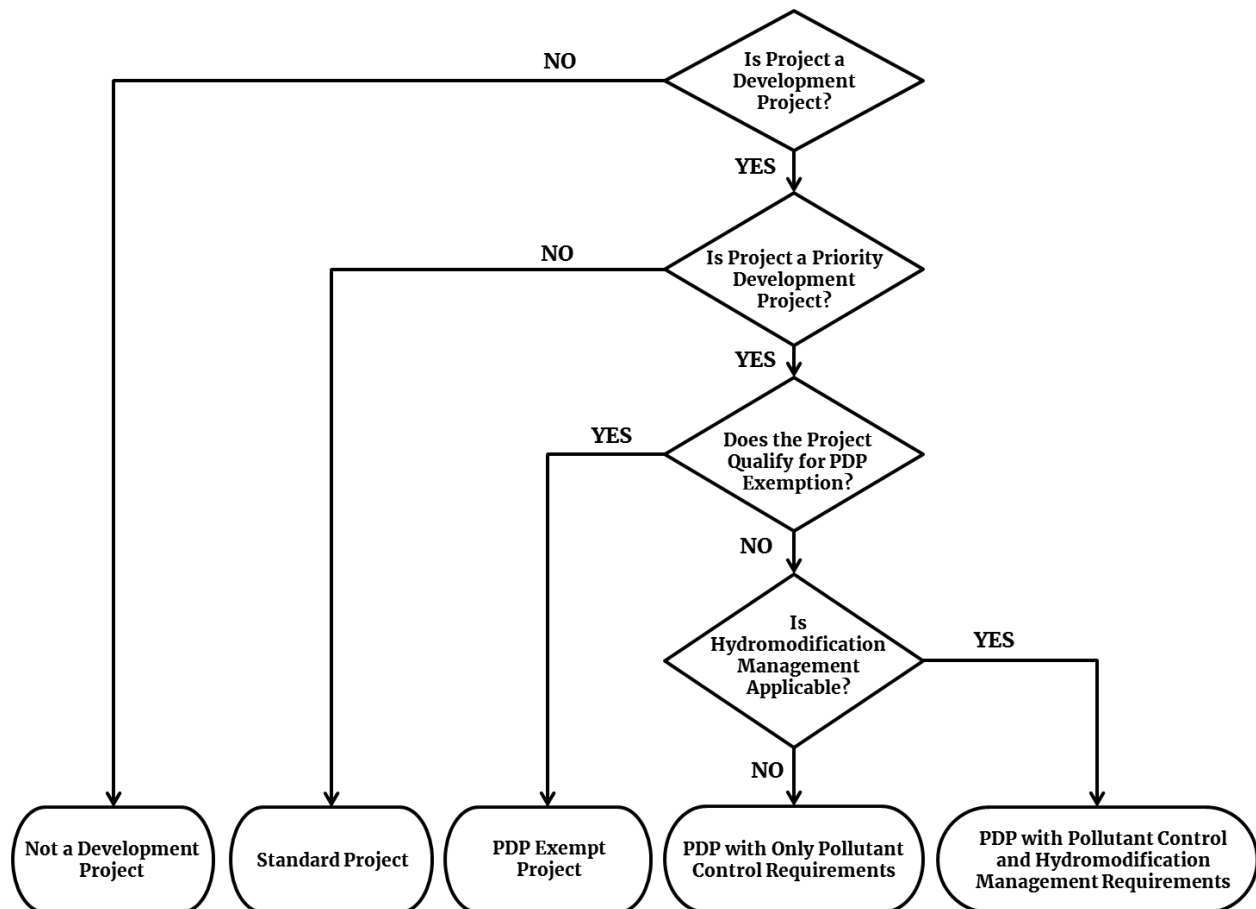 Is Project a
Development
Project?
NO
YES
Is Project a Priority
Development
Project?
NO
YES
Does the Project
Qualify for PDP
Exemption?
YES
NO
Is
Hydromodification
Management
Applicable?
YES
NO
Not a Development
Project
Standard Project
PDP Exempt
Project
PDP with Only Pollutant
Control Requirements
PDP with Pollutant Control
and Hydromodification
Management Requirements